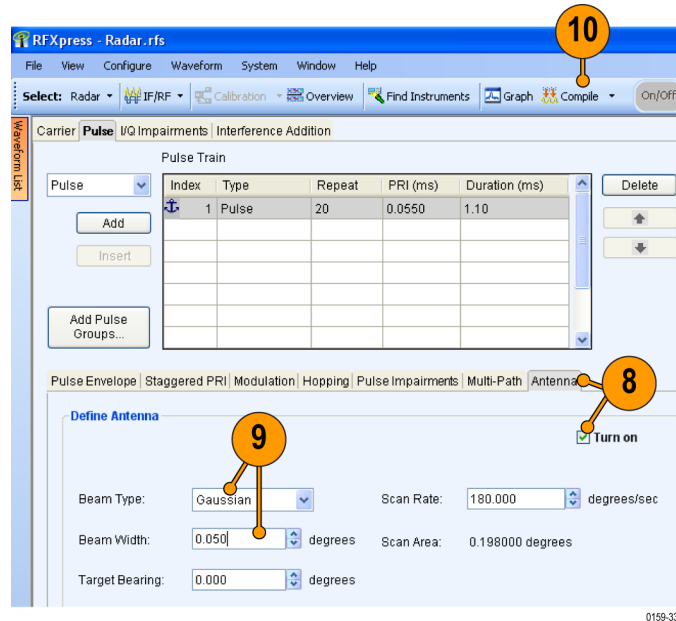 RFXpress - Radar.rfs
10
File View Configure Waveform System Window Help
Select: Radar IF/RF Calibration Overview Find Instruments Graph Compile On/Off
Waveform List
Carrier Pulse I/Q Impairments Interference Addition
Pulse Train
Pulse
Index Type Repeat PRI (ms) Duration (ms)
Delete
1 Pulse 20 0.0550 1.10
Add
Insert
Add Pulse
Groups...
Pulse Envelope Staggered PRI Modulation Hopping Pulse Impairments Multi-Path Antenna
8
Define Antenna
9
Turn on
Beam Type: Gaussian
Scan Rate: 180.000 degrees/sec
Beam Width: 0.050 degrees
Scan Area: 0.198000 degrees
Target Bearing: 0.000 degrees